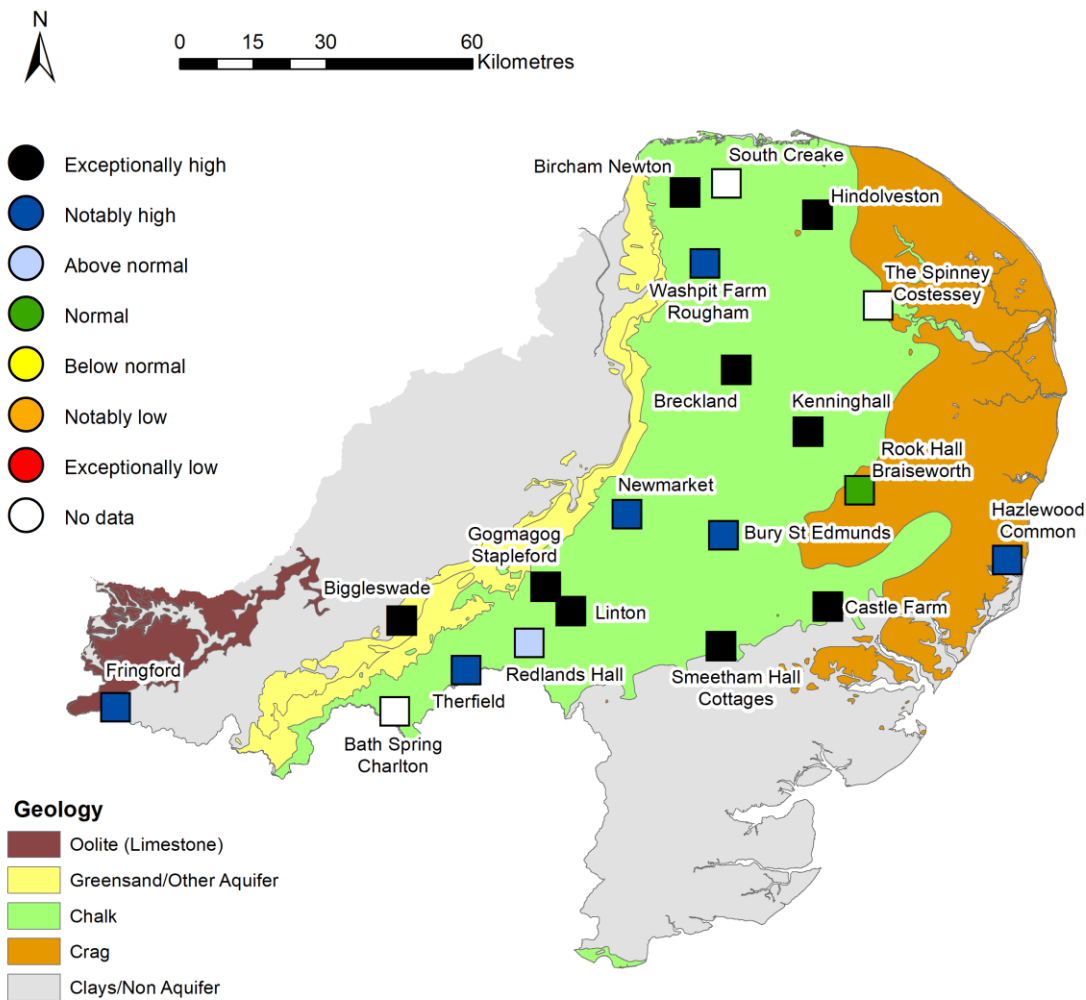 N
0 15 30 60
Kilometres
Exceptionally high
Notably high
Above normal
Normal
Below normal
Notably low
Exceptionally low
No data
South Creake
Bircham Newton
Hindolveston
The Spinney
Costessey
Washpit Farm
Rougham
Breckland
Kenninghall
Rook Hall
Braiseworth
Newmarket
Hazlewood
Common
Bury St Edmunds
Gogmagog
Stapleford
Biggleswade
Linton
Castle Farm
Fringford
Redlands Hall
Smeetham Hall
Cottages
Therfield
Bath Spring
Charlton
Geology
Oolite (Limestone)
Greensand/Other Aquifer
Chalk
Crag
Clays/Non Aquifer